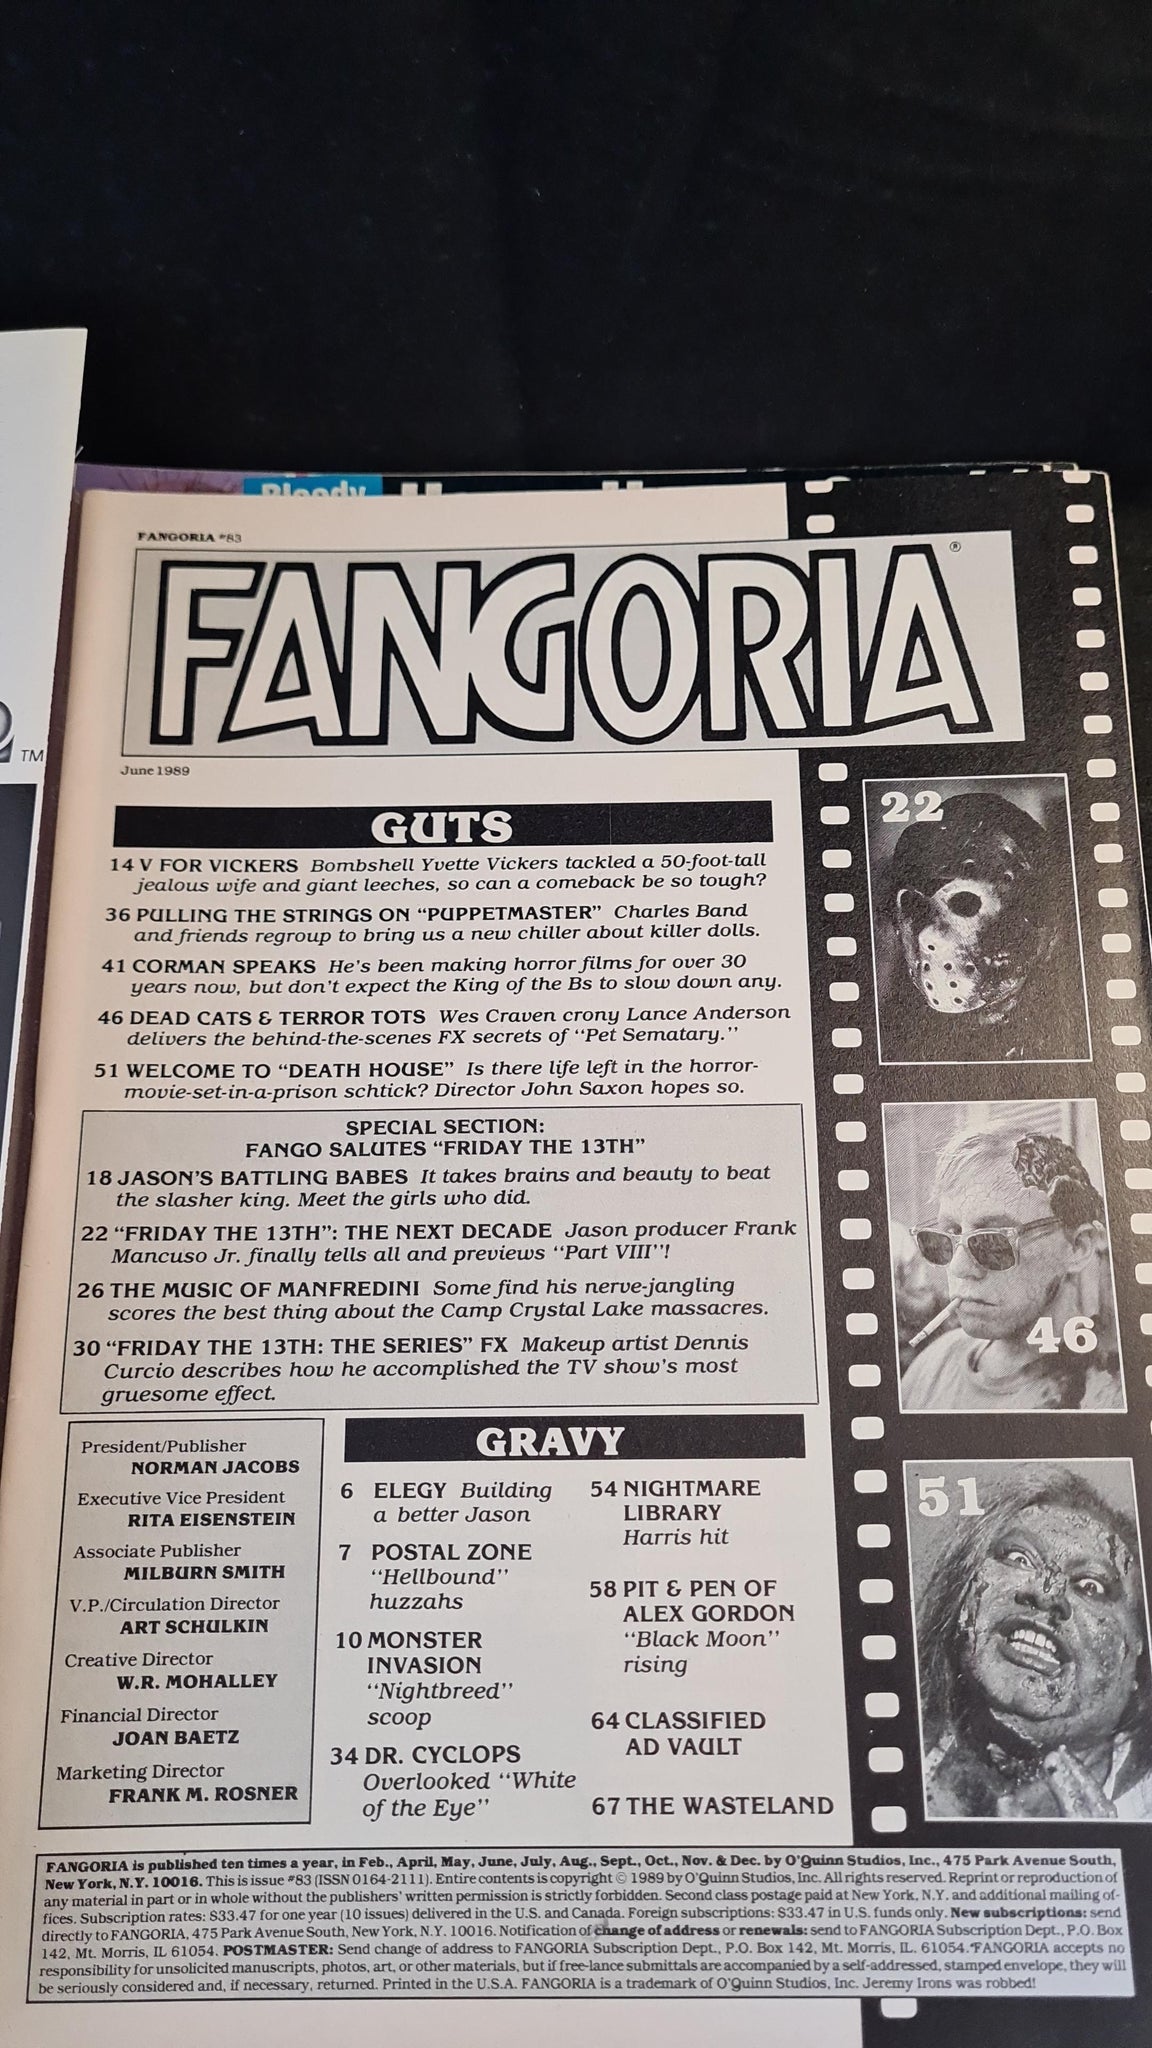 Bloody
TM
FANGORIA #83
FANGORIA®
June 1989
GUTS
14 V FOR VICKERS Bombshell Yvette Vickers tackled a 50-foot-tall
jealous wife and giant leeches, so can a comeback be so tough?
36 PULLING THE STRINGS ON "PUPPETMASTER" Charles Band
and friends regroup to bring us a new chiller about killer dolls.
41 CORMAN SPEAKS He's been making horror films for over 30
years now, but don't expect the King of the Bs to slow down any.
46 DEAD CATS & TERROR TOTS Wes Craven crony Lance Anderson
delivers the behind-the-scenes FX secrets of "Pet Sematary."
51 WELCOME TO "DEATH HOUSE" Is there life left in the horror-
movie-set-in-a-prison schtick? Director John Saxon hopes so.
SPECIAL SECTION:
FANGO SALUTES "FRIDAY THE 13TH"
18 JASON'S BATTLING BABES It takes brains and beauty to beat
the slasher king. Meet the girls who did.
22 "FRIDAY THE 13TH": THE NEXT DECADE Jason producer Frank
Mancuso Jr. finally tells all and previews "Part VIII"!
26 THE MUSIC OF MANFREDINI Some find his nerve-jangling
scores the best thing about the Camp Crystal Lake massacres.
30 "FRIDAY THE 13TH: THE SERIES" FX Makeup artist Dennis
Curcio describes how he accomplished the TV show's most
gruesome effect.
President/Publisher
NORMAN JACOBS
Executive Vice President
RITA EISENSTEIN
Associate Publisher
MILBURN SMITH
V.P./Circulation Director
ART SCHULKIN
Creative Director
W.R. MOHALLEY
Financial Director
JOAN BAETZ
Marketing Director
FRANK M. ROSNER
GRAVY
6 ELEGY Building
a better Jason
7 POSTAL ZONE
"Hellbound"
huzzahs
10 MONSTER
INVASION
"Nightbreed"
scoop
34 DR. CYCLOPS
Overlooked "White
of the Eye"
54 NIGHTMARE
LIBRARY
Harris hit
58 PIT & PEN OF
ALEX GORDON
"Black Moon"
rising
64 CLASSIFIED
AD VAULT
67 THE WASTELAND
22
46
51
FANGORIA is published ten times a year, in Feb., April, May, June, July, Aug., Sept., Oct., Nov. & Dec. by O'Quinn Studios, Inc., 475 Park Avenue South,
New York, N.Y. 10016. This is issue #83 (ISSN 0164-2111). Entire contents is copyright © 1989 by O'Quinn Studios, Inc. All rights reserved. Reprint or reproduction of
any material in part or in whole without the publishers' written permission is strictly forbidden. Second class postage paid at New York, N.Y. and additional mailing of-
fices. Subscription rates: $33.47 for one year (10 issues) delivered in the U.S. and Canada. Foreign subscriptions: $33.47 in U.S. funds only. New subscriptions: send
directly to FANGORIA, 475 Park Avenue South, New York, N.Y. 10016. Notification of change of address or renewals: send to FANGORIA Subscription Dept., P.O. Box
142, Mt. Morris, IL 61054. POSTMASTER: Send change of address to FANGORIA Subscription Dept., P.O. Box 142, Mt. Morris, IL. 61054. FANGORIA accepts no
responsibility for unsolicited manuscripts, photos, art, or other materials, but if free-lance submittals are accompanied by a self-addressed, stamped envelope, they will
be seriously considered and, if necessary, returned. Printed in the U.S.A. FANGORIA is a trademark of O'Quinn Studios, Inc. Jeremy Irons was robbed!